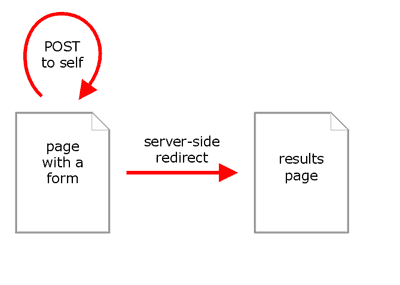 POST
to self
page
with a
form
server-side
redirect
results
page